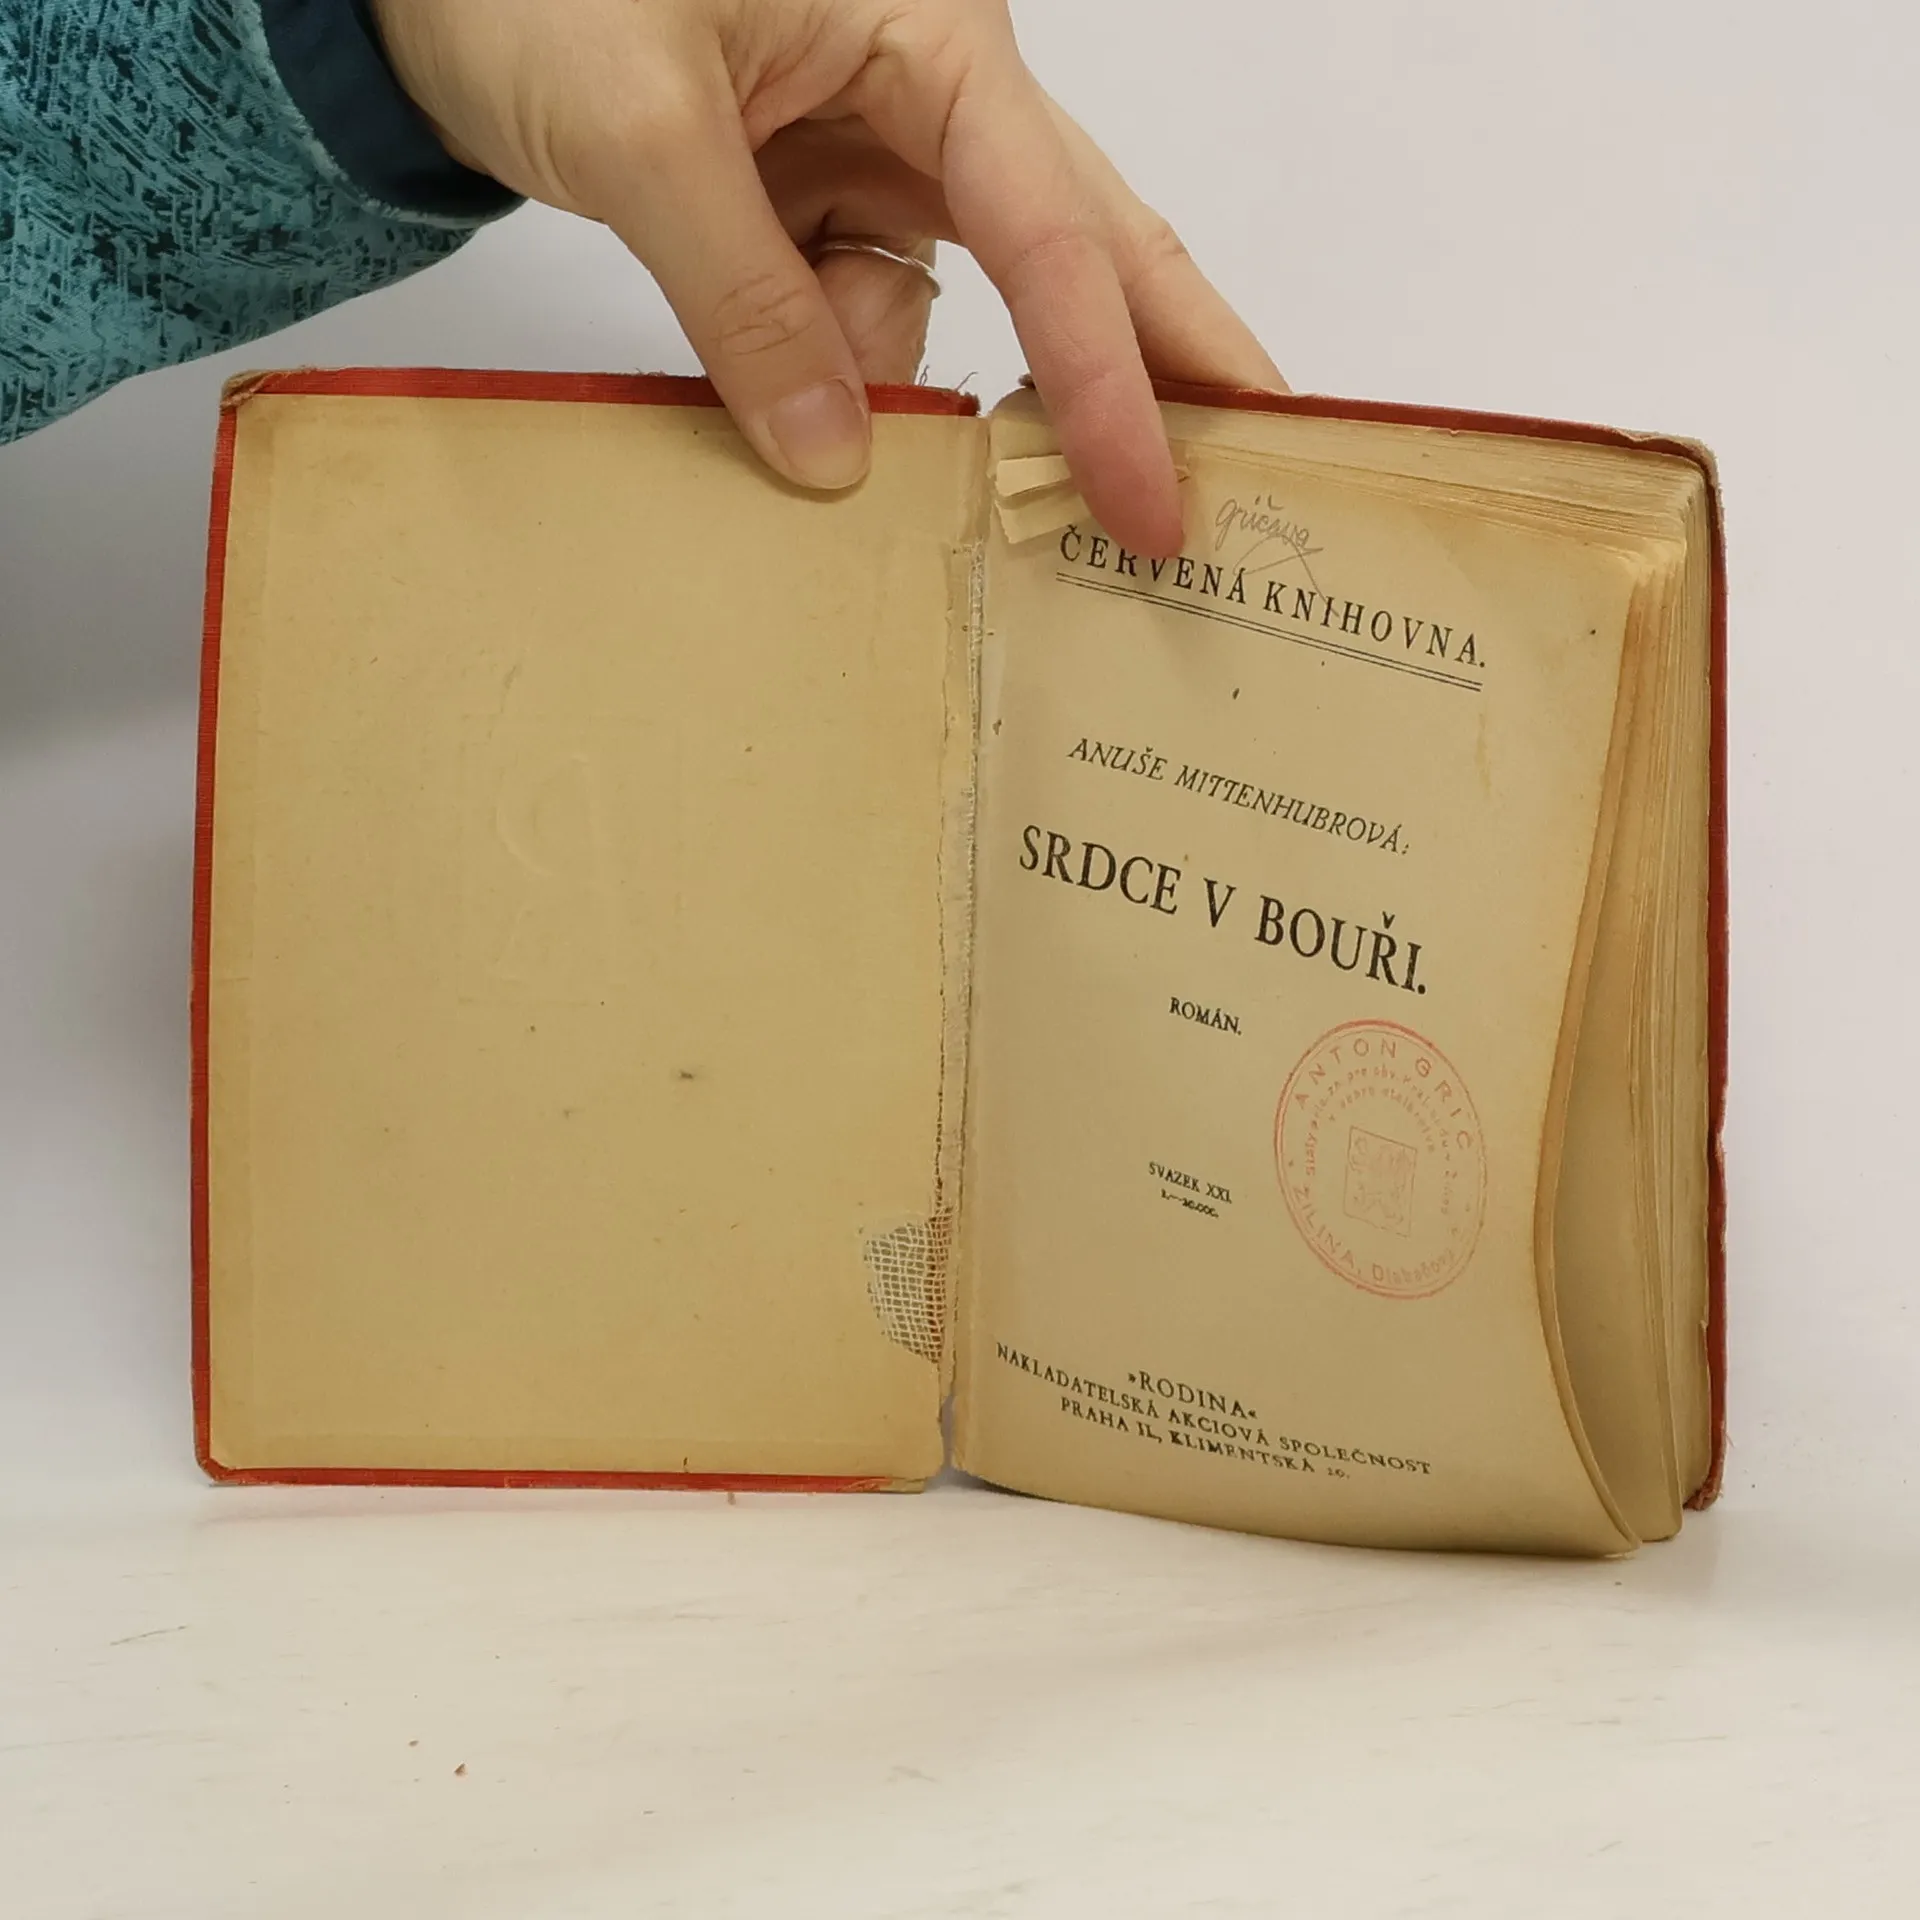 gričova
ČERVENÁ KNIHOVNA.
ANUŠE MITTENHUBROVÁ:
SRDCE V BOUŘI.
ROMÁN.
ANTON GRIČ
ŽILINA,
SVAZEK XXI.
»RODINA«
NAKLADATELSKÁ AKCIOVÁ SPOLEČNOST
PRAHA II., KLIMENTSKÁ 20.